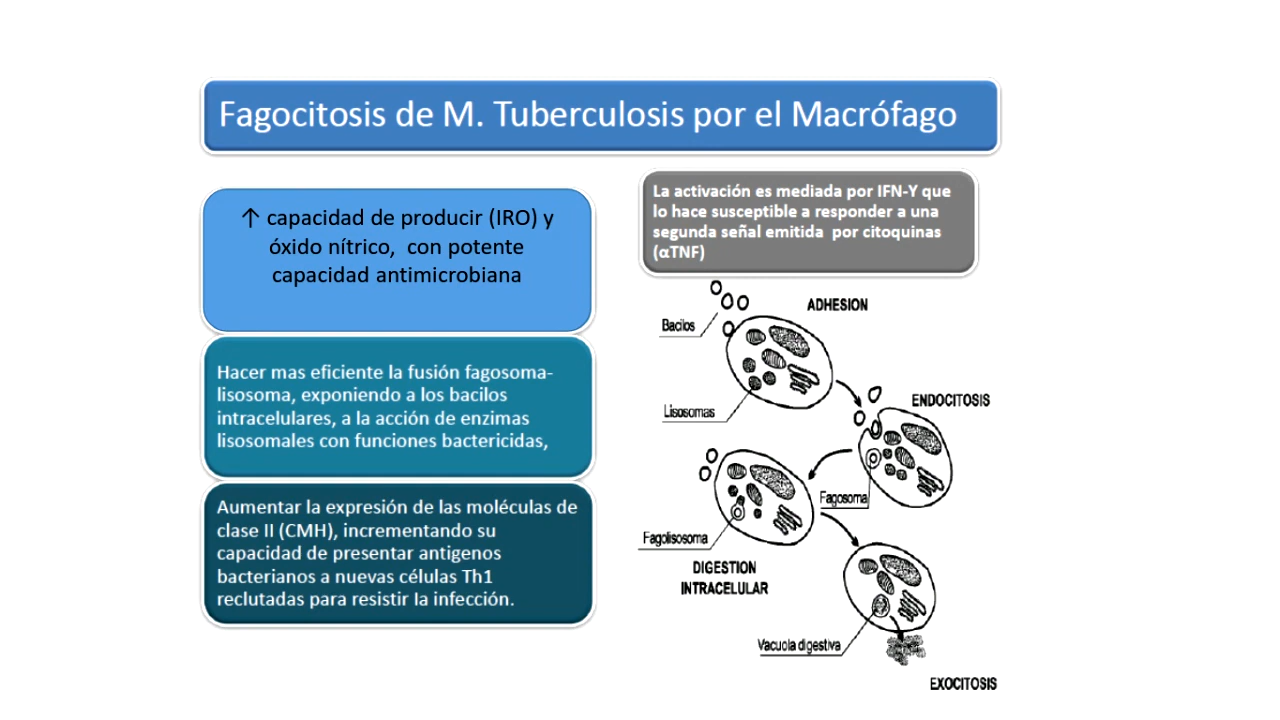 Fagocitosis de M. Tuberculosis por el Macrófago
↑ capacidad de producir (IRO) y
óxido nítrico, con potente
capacidad antimicrobiana
Hacer mas eficiente la fusión fagosoma-
lisosoma, exponiendo a los bacilos
intracelulares, a la acción de enzimas
lisosomales con funciones bactericidas,
Aumentar la expresión de las moléculas de
clase II (CMH), incrementando su
capacidad de presentar antigenos
bacterianos a nuevas células Th1
reclutadas para resistir la infección.
La activación es mediada por IFN-Y que
lo hace susceptible a responder a una
segunda señal emitida por citoquinas
(αTNF)
ADHESION
Bacilos
Lisosomas
ENDOCITOSIS
Fagosoma
Fagolisosoma
DIGESTION
INTRACELULAR
Vacuola digestiva
EXOCITOSIS